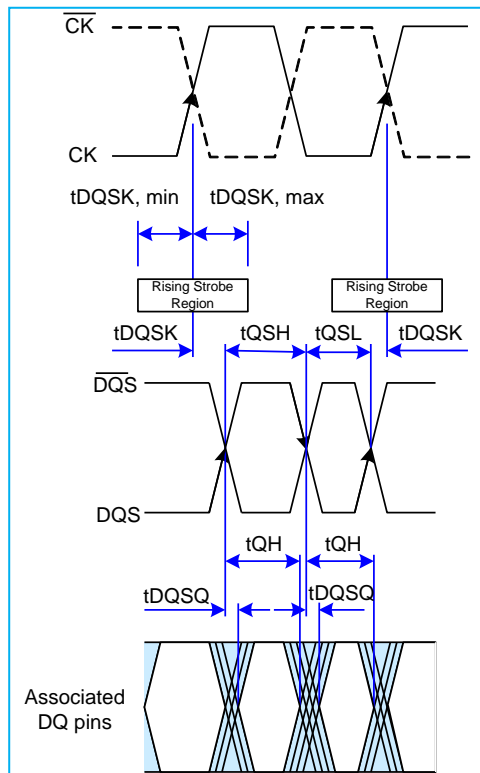 CK
CK
tDQSK, min tDQSK, max
Rising Strobe Region
Rising Strobe Region
tDQSK tQSH tQSL tDQSK
DQS
DQS
tQH tQH
tDQSQ tDQSQ
Associated
DQ pins